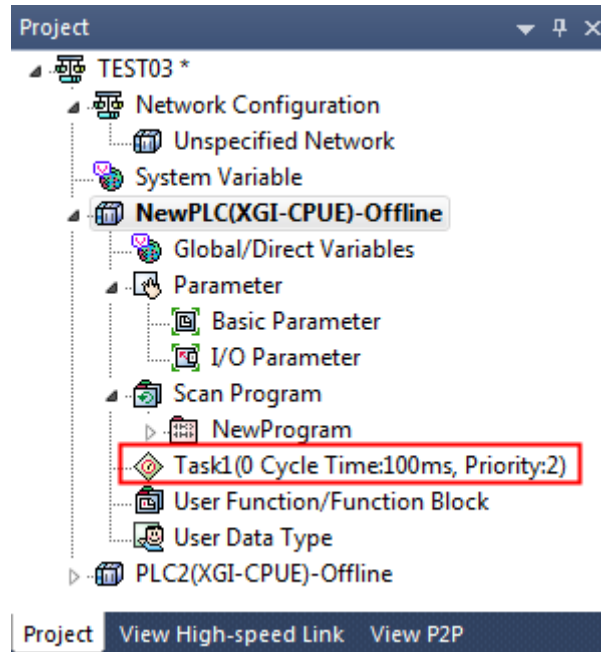 Project
TEST03 *
Network Configuration
Unspecified Network
System Variable
NewPLC(XGI-CPUE)-Offline
Global/Direct Variables
Parameter
Basic Parameter
I/O Parameter
Scan Program
NewProgram
Task1(0 Cycle Time:100ms, Priority:2)
User Function/Function Block
User Data Type
PLC2(XGI-CPUE)-Offline
Project View High-speed Link View P2P